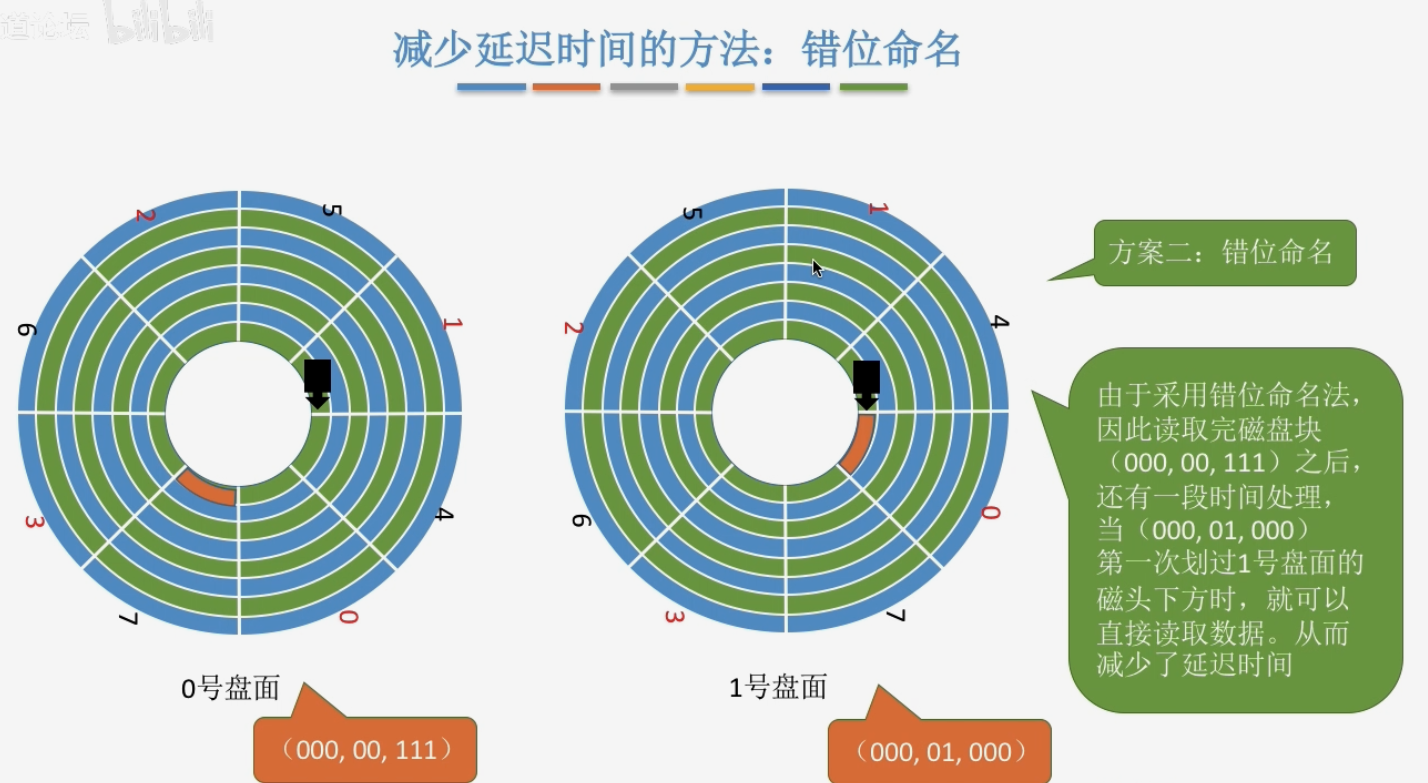 道论坛 bilibili
减少延迟时间的方法：错位命名
2
5
6
1
3
4
7
0
0号盘面
（000, 00, 111）
5
1
2
4
6
0
3
7
1号盘面
（000, 01, 000）
方案二：错位命名
由于采用错位命名法，
因此读取完磁盘块
（000, 00, 111）之后，
还有一段时间处理，
当（000, 01, 000）
第一次划过1号盘面的
磁头下方时，就可以
直接读取数据。从而
减少了延迟时间